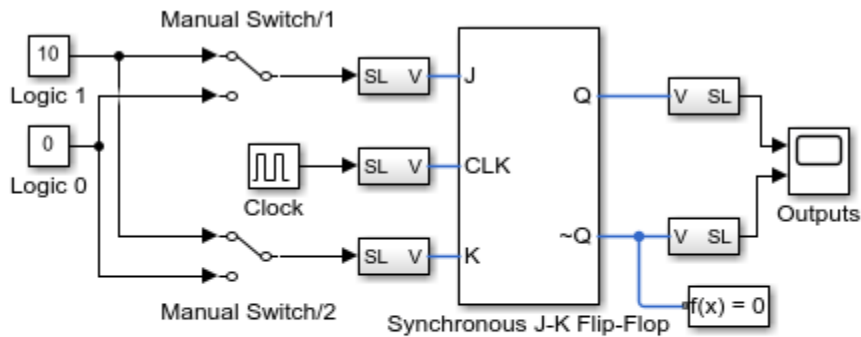 Manual Switch/1
10
Logic 1
SL V
J
Q
V SL
0
Logic 0
SL V
CLK
Clock
Outputs
~Q
V SL
SL V
K
f(x) = 0
Manual Switch/2
Synchronous J-K Flip-Flop